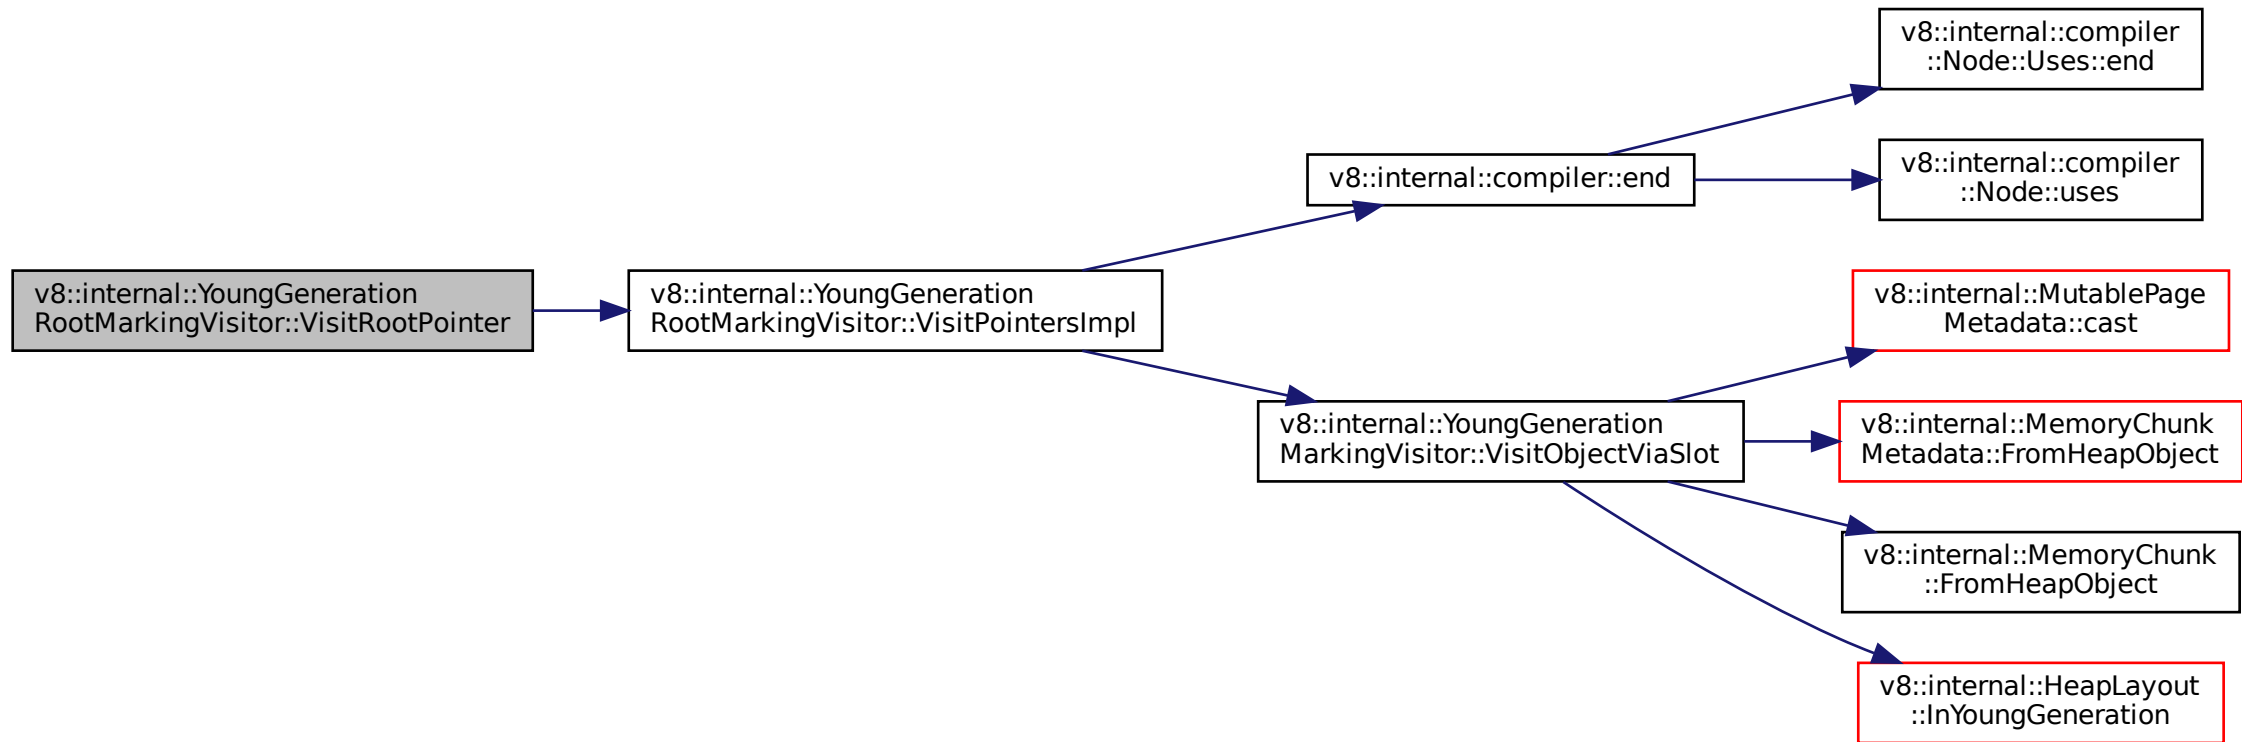 v8::internal::YoungGeneration
RootMarkingVisitor::VisitRootPointer
v8::internal::YoungGeneration
RootMarkingVisitor::VisitPointersImpl
v8::internal::compiler::end
v8::internal::compiler
::Node::Uses::end
v8::internal::compiler
::Node::uses
v8::internal::YoungGeneration
MarkingVisitor::VisitObjectViaSlot
v8::internal::MutablePage
Metadata::cast
v8::internal::MemoryChunk
Metadata::FromHeapObject
v8::internal::MemoryChunk
::FromHeapObject
v8::internal::HeapLayout
::InYoungGeneration